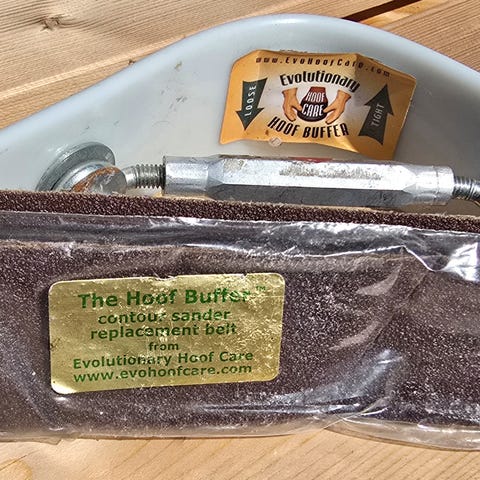 www.EvoHoofCare.com
Evolutionary
LOOSE
HOOF
CARE
TIGHT
HOOF BUFFER
The Hoof Buffer™
contour sander
replacement belt
from
Evolutionary Hoof Care
www.evohoofcare.com